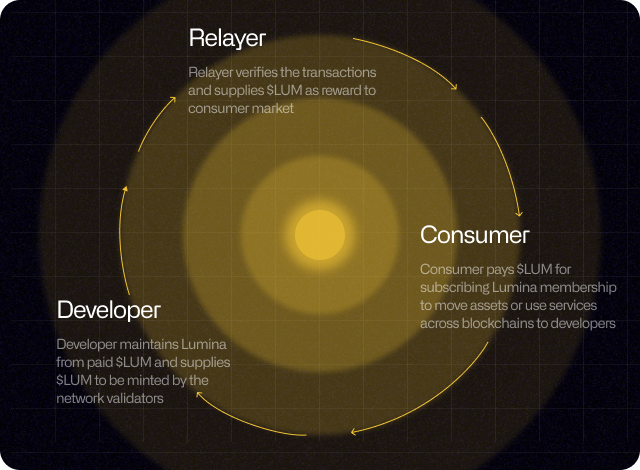 Relayer
Relayer verifies the transactions
and supplies $LUM as reward to
consumer market
Consumer
Consumer pays $LUM for
subscribing Lumina membership
to move assets or use services
across blockchains to developers
Developer
Developer maintains Lumina
from paid $LUM and supplies
$LUM to be minted by the
network validators